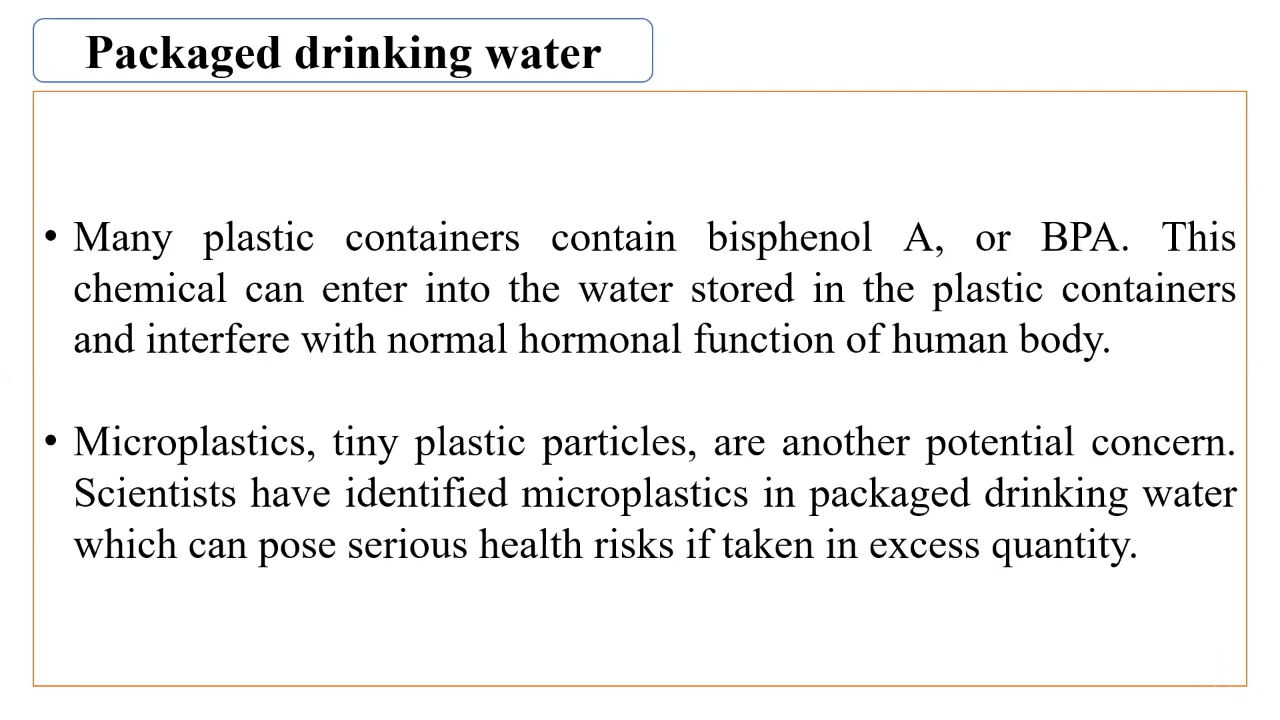 Packaged drinking water
• Many plastic containers contain bisphenol A, or BPA. This
chemical can enter into the water stored in the plastic containers
and interfere with normal hormonal function of human body.
• Microplastics, tiny plastic particles, are another potential concern.
Scientists have identified microplastics in packaged drinking water
which can pose serious health risks if taken in excess quantity.